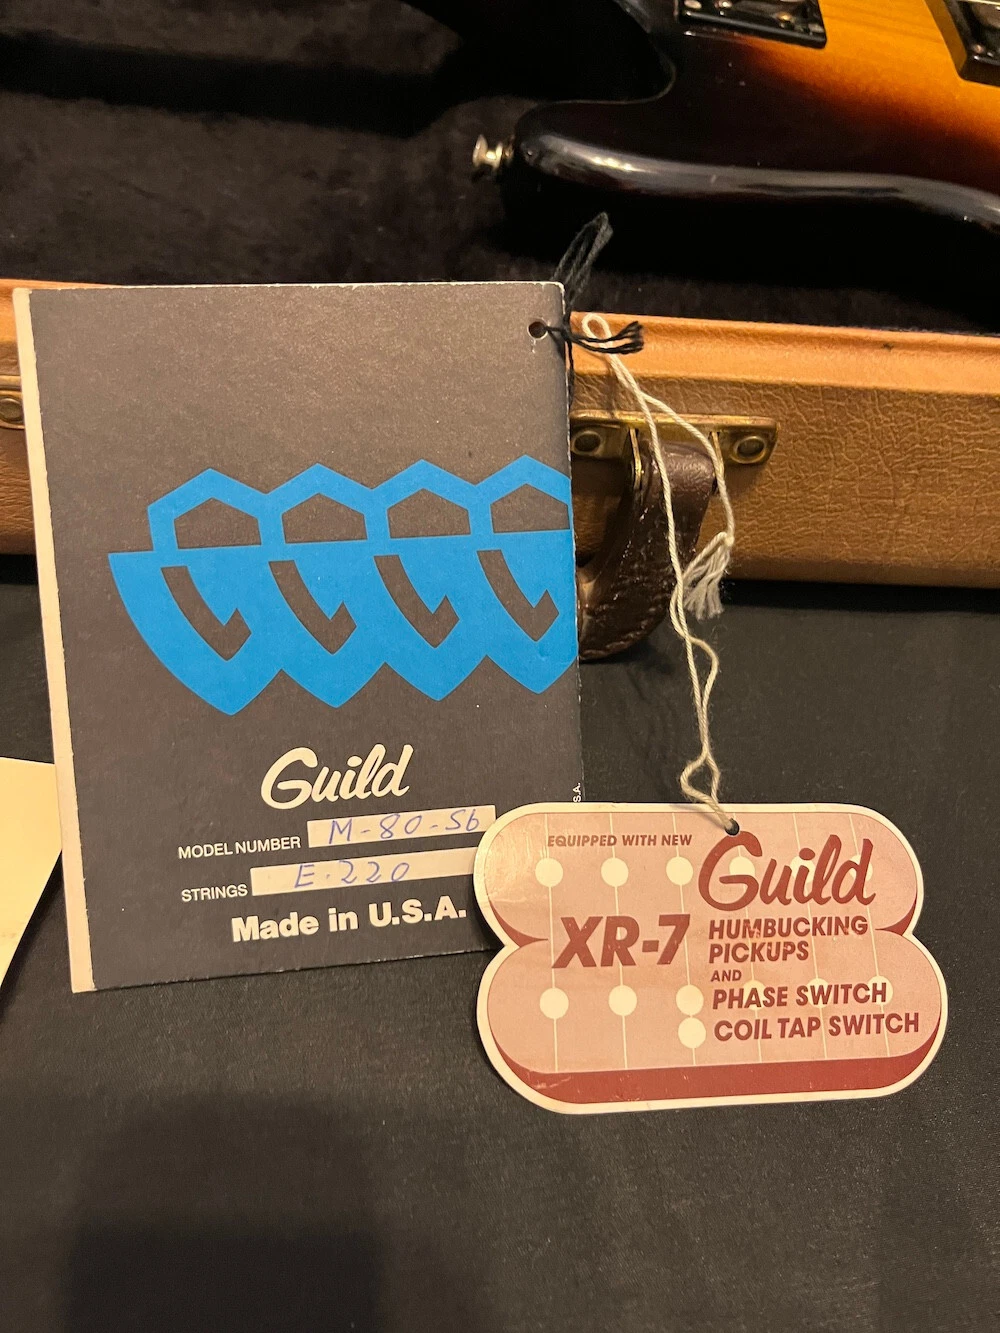 Guild
MODEL NUMBER M-80-Sb
STRINGS E.220
Made in U.S.A.
S.A.
EQUIPPED WITH NEW
Guild
XR-7 HUMBUCKING
PICKUPS
AND
PHASE SWITCH
COIL TAP SWITCH